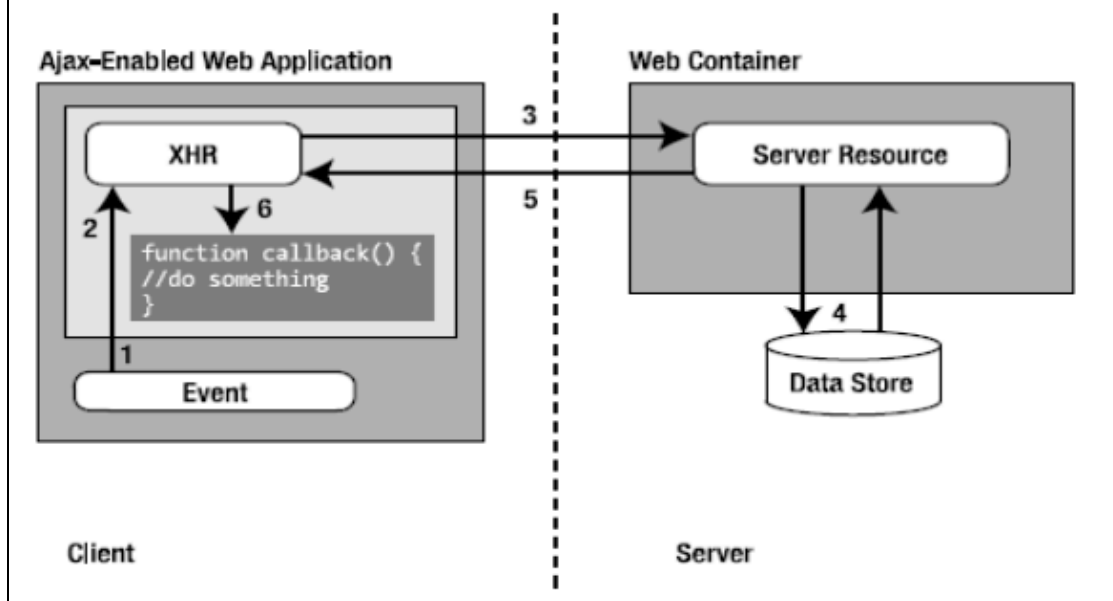 Ajax-Enabled Web Application
Web Container
3
XHR
Server Resource
5
2
6
function callback() {
//do something
}
4
1
Event
Data Store
Client
Server